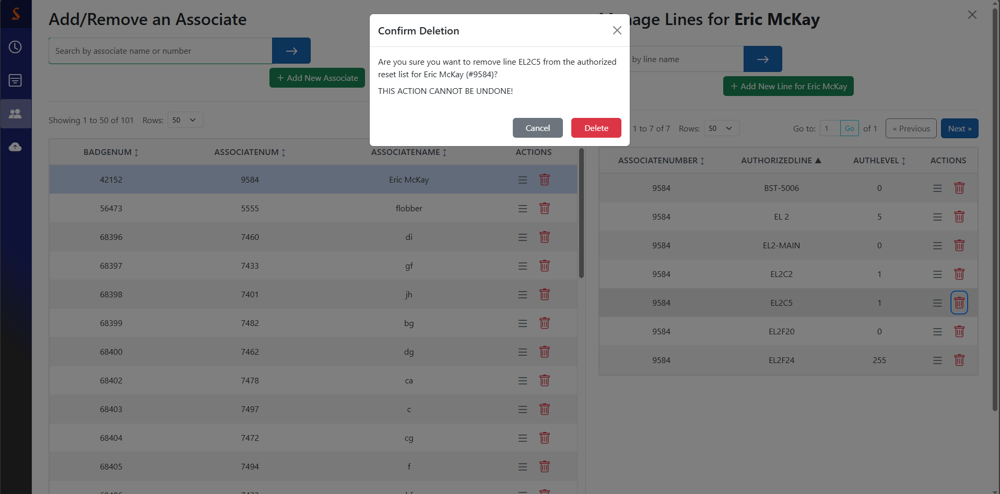 Add/Remove an Associate
Search by associate name or number
+ Add New Associate
Showing 1 to 50 of 101 Rows: 50
BADGENUM ASSOCIATENUM ASSOCIATENAME ACTIONS
42152 9584 Eric McKay
56473 5555 flobber
68396 7460 di
68397 7433 gf
68398 7401 jh
68399 7482 bg
68400 7462 dg
68402 7478 ca
68403 7497 c
68404 7472 cg
68405 7494 f
Confirm Deletion
Are you sure you want to remove line EL2C5 from the authorized
reset list for Eric McKay (#9584)?
THIS ACTION CANNOT BE UNDONE!
Cancel Delete
Lines for Eric McKay
by line name
+ Add New Line for Eric McKay
1 to 7 of 7 Rows: 50 Go to: 1 Go of 1 « Previous Next »
ASSOCIATENUMBER AUTHORIZEDLINE AUTHLEVEL ACTIONS
9584 BST-5006 0
9584 EL 2 5
9584 EL2-MAIN 0
9584 EL2C2 1
9584 EL2C5 1
9584 EL2F20 0
9584 EL2F24 255